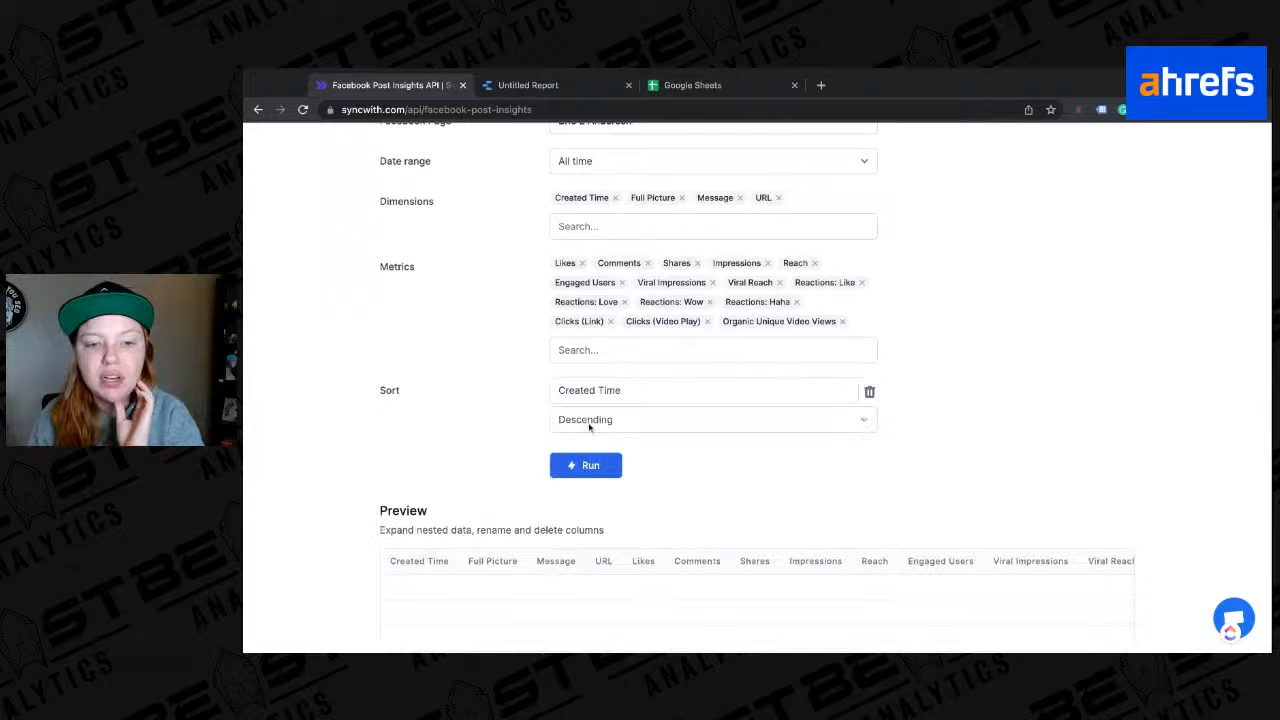 ahrefs
Facebook Post Insights API | S
Untitled Report
Google Sheets
syncwith.com/api/facebook-post-insights
Date range
All time
Dimensions
Created Time
Full Picture
Message
URL
Search...
Metrics
Likes
Comments
Shares
Impressions
Reach
Engaged Users
Viral Impressions
Viral Reach
Reactions: Like
Reactions: Love
Reactions: Wow
Reactions: Haha
Clicks (Link)
Clicks (Video Play)
Organic Unique Video Views
Search...
Sort
Created Time
Descending
Run
Preview
Expand nested data, rename and delete columns
Created Time Full Picture Message URL Likes Comments Shares Impressions Reach Engaged Users Viral Impressions Viral Reach
ANALYTICS
ANALYTICS